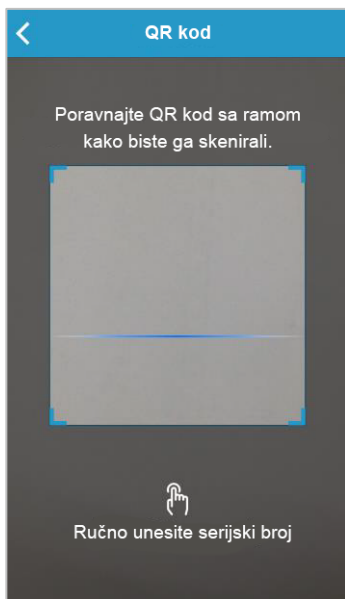 QR kod
Poravnajte QR kod sa ramom
kako biste ga skenirali.
Ručno unesite serijski broj